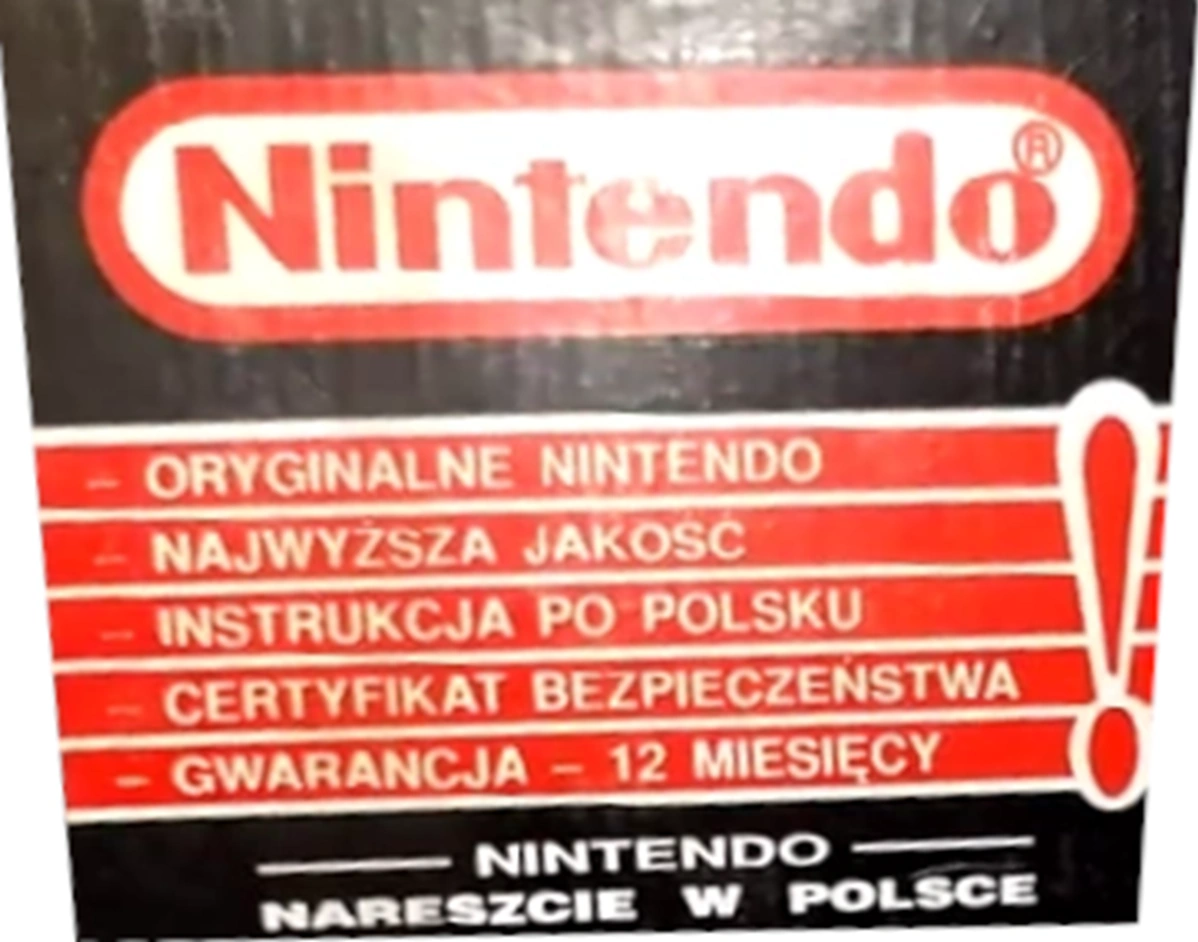 Nintendo®
- ORYGINALNE NINTENDO
- NAJWYŻSZA JAKOŚĆ
- INSTRUKCJA PO POLSKU
- CERTYFIKAT BEZPIECZEŃSTWA
- GWARANCJA – 12 MIESIĘCY
!
NINTENDO
NARESZCIE W POLSCE